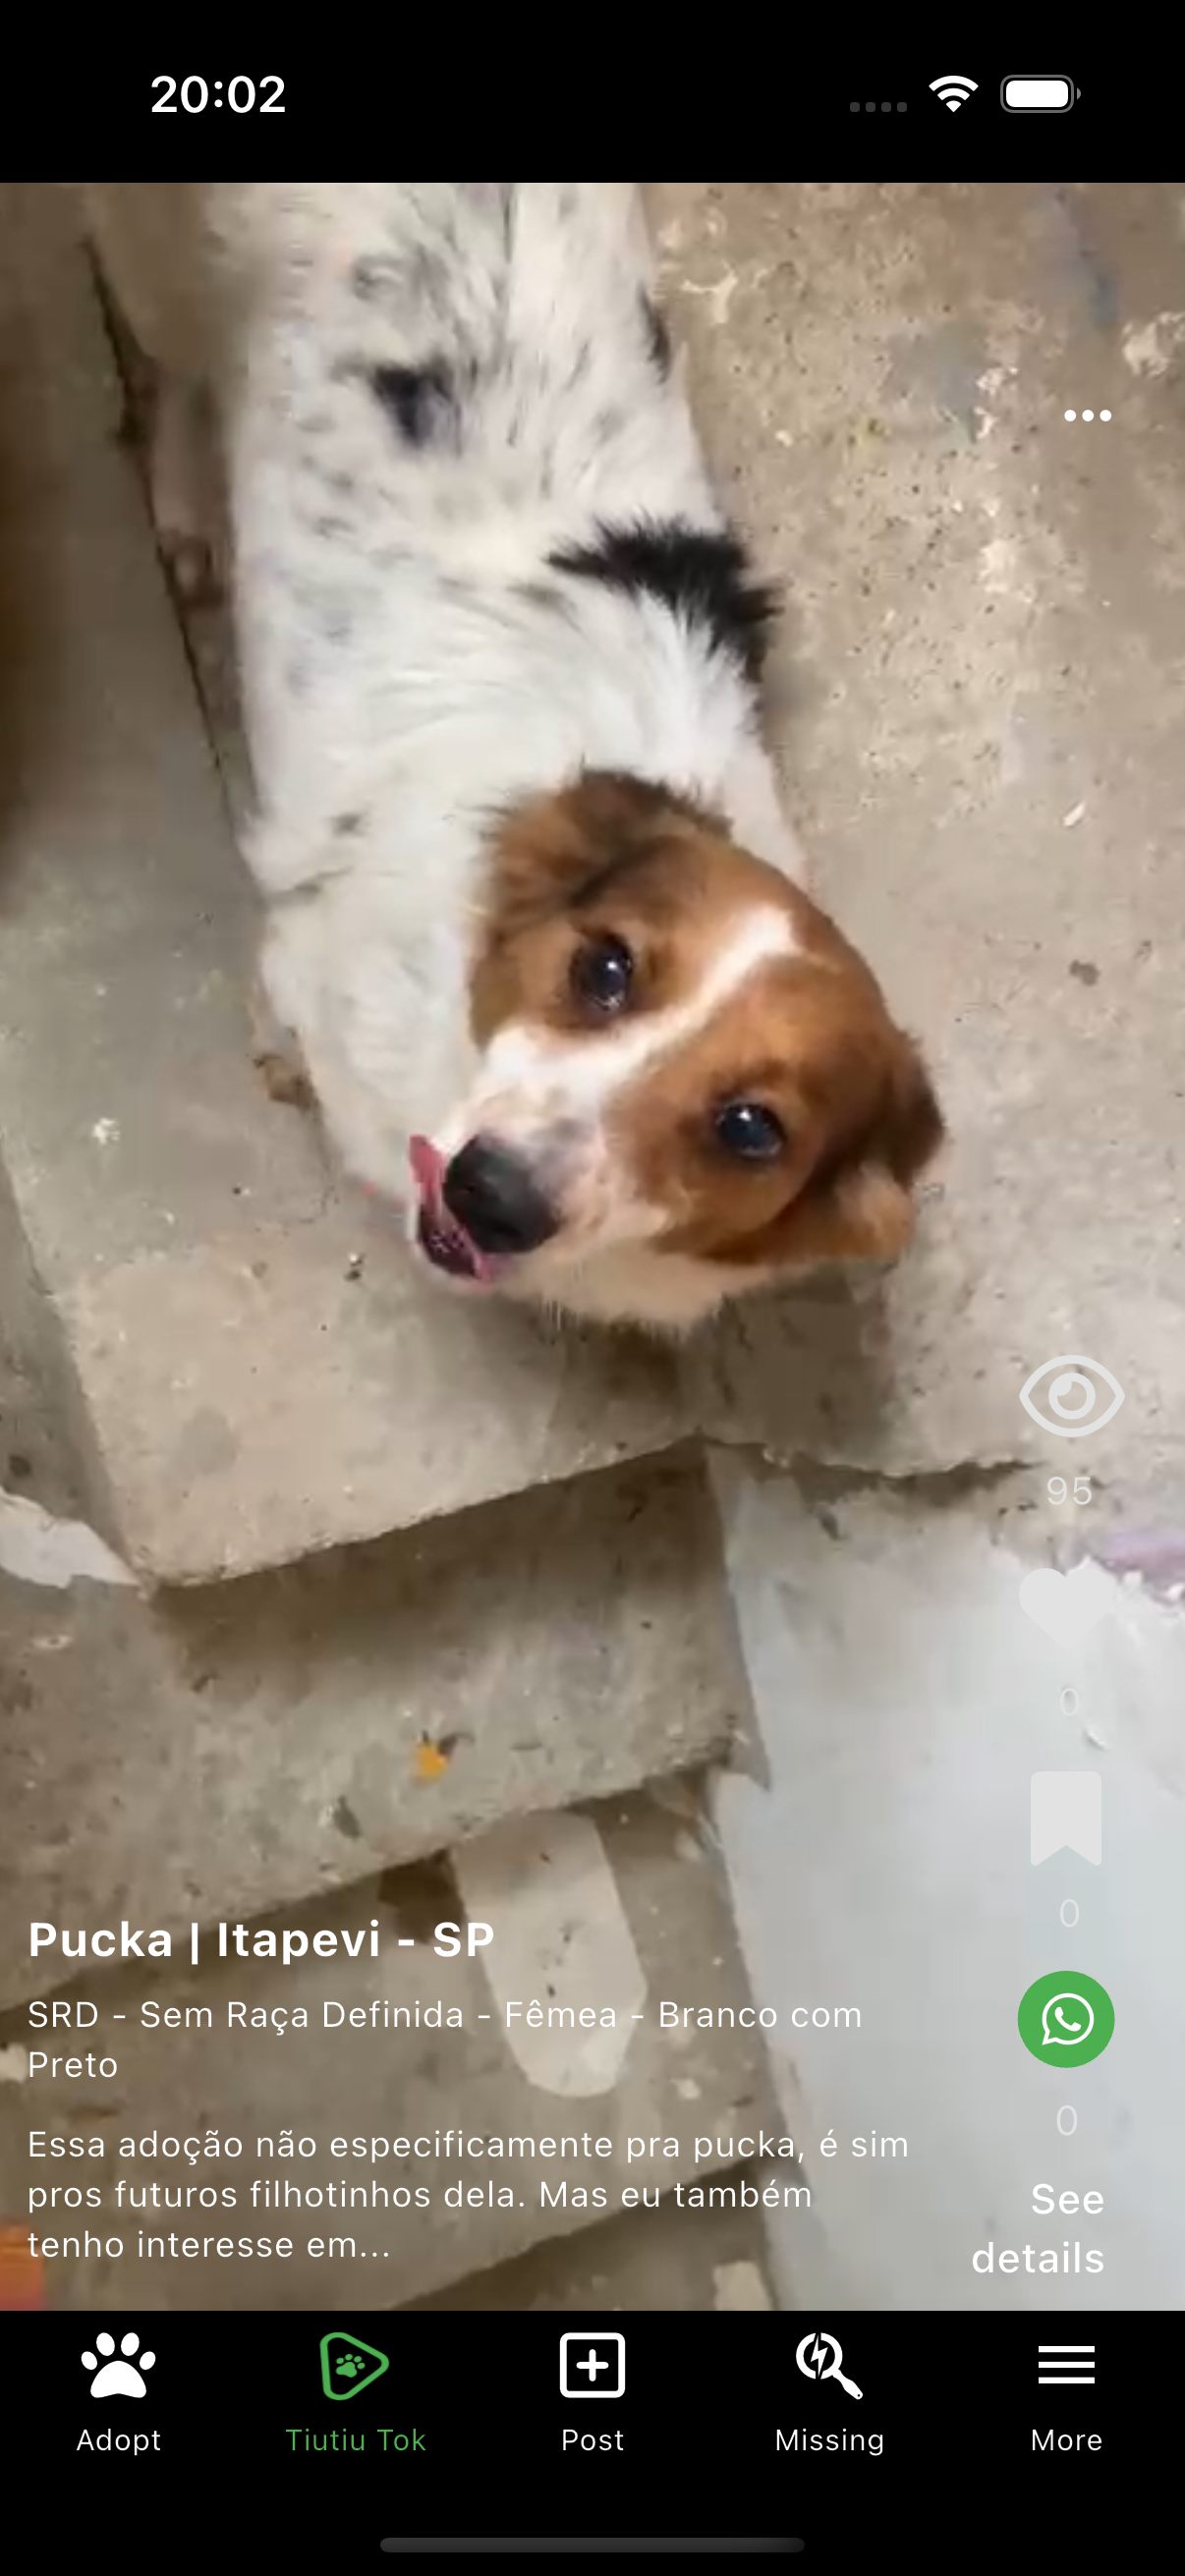 20:02
95
0
0
0
Pucka | Itapevi - SP
SRD - Sem Raça Definida - Fêmea - Branco com
Preto
Essa adoção não especificamente pra pucka, é sim
pros futuros filhotinhos dela. Mas eu também
tenho interesse em...
See
details
Adopt
Tiutiu Tok
Post
Missing
More